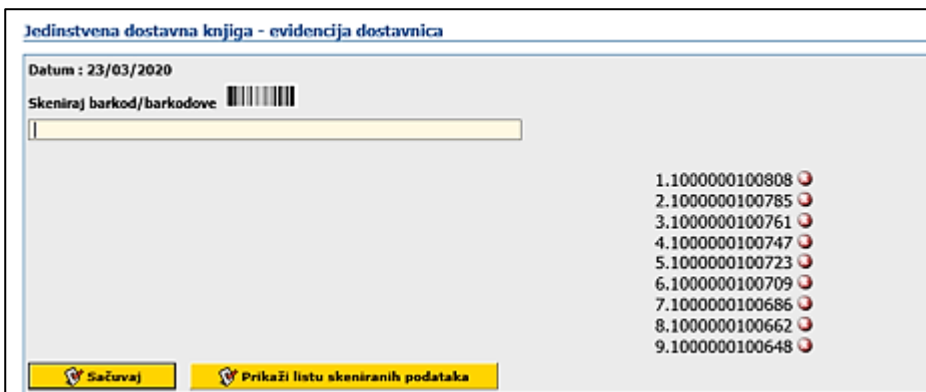 Jedinstvena dostavna knjiga - evidencija dostavnica
Datum : 23/03/2020
Skeniraj barkod/barkodove
1.1000000100808
2.1000000100785
3.1000000100761
4.1000000100747
5.1000000100723
6.1000000100709
7.1000000100686
8.1000000100662
9.1000000100648
Sačuvaj
Prikaži listu skeniranih podataka